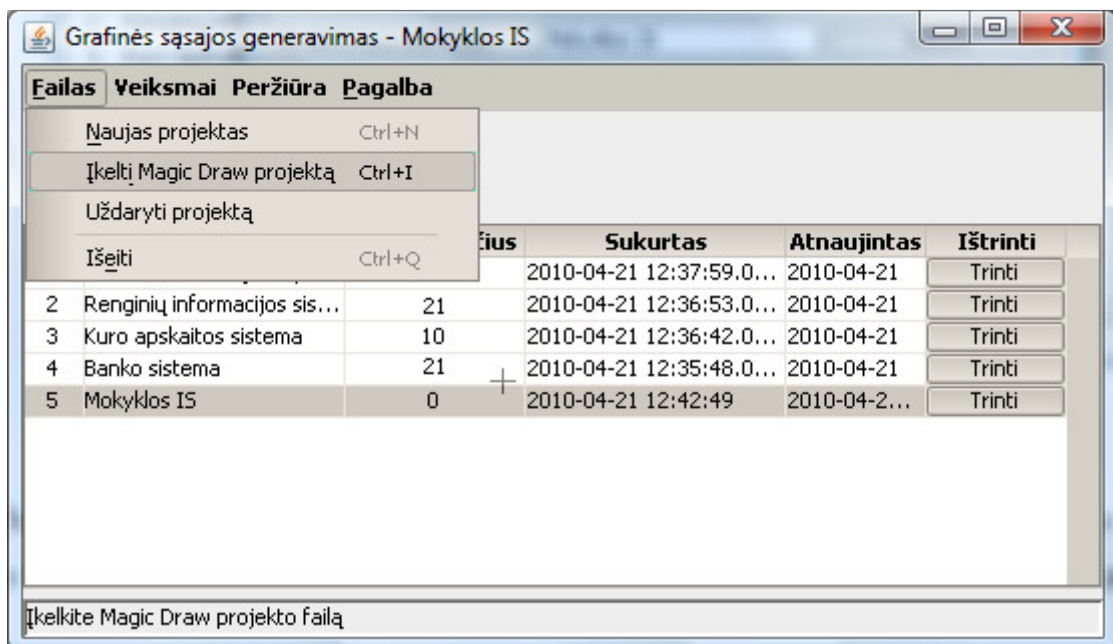 Grafinės sąsajos generavimas - Mokyklos IS
Failas Veiksmai Peržiūra Pagalba
Naujas projektas Ctrl+N
Įkelti Magic Draw projektą Ctrl+I
Uždaryti projektą
Išeiti Ctrl+Q
čius Sukurtas Atnaujintas Ištrinti
2010-04-21 12:37:59.0... 2010-04-21 Trinti
2 Renginių informacijos sis... 21 2010-04-21 12:36:53.0... 2010-04-21 Trinti
3 Kuro apskaitos sistema 10 2010-04-21 12:36:42.0... 2010-04-21 Trinti
4 Banko sistema 21 2010-04-21 12:35:48.0... 2010-04-21 Trinti
5 Mokyklos IS 0 2010-04-21 12:42:49 2010-04-2... Trinti
Įkelkite Magic Draw projekto failą